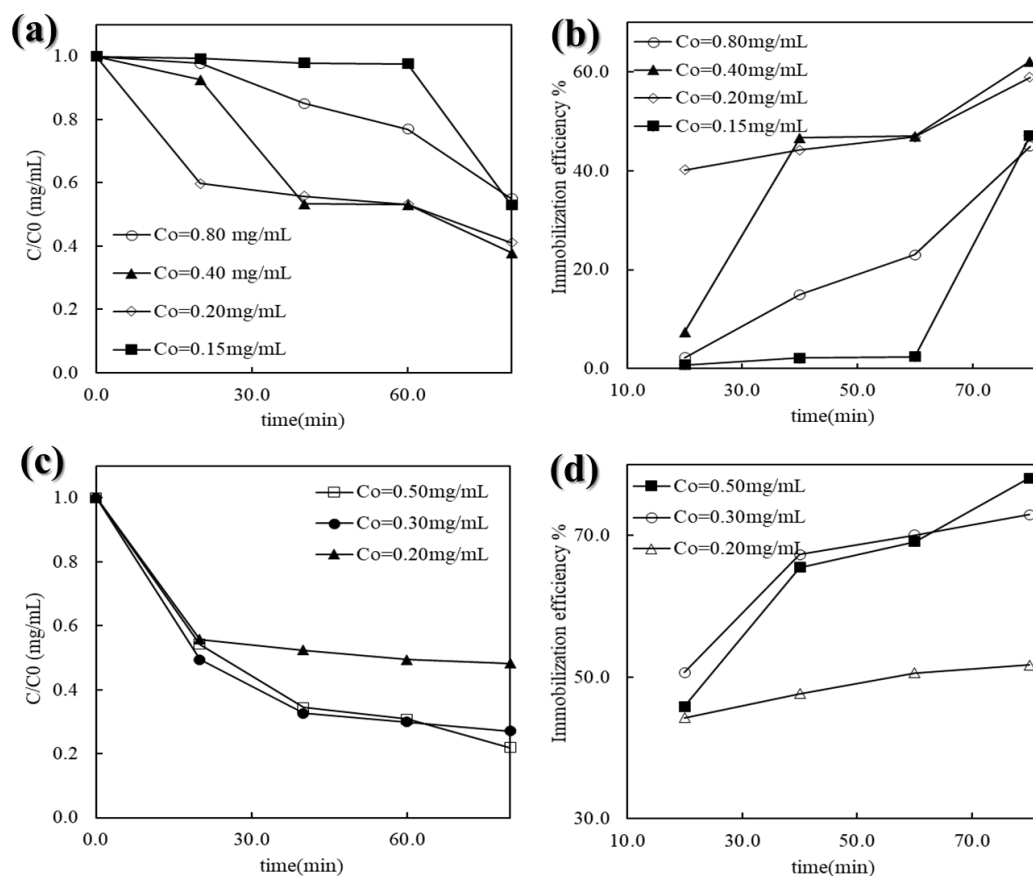 (a)
1.0
0.8
0.6
0.4
0.2
0.0
C/C0 (mg/mL)
Co=0.80 mg/mL
Co=0.40 mg/mL
Co=0.20mg/mL
Co=0.15mg/mL
0.0 30.0 60.0
time(min)
(b)
60.0
40.0
20.0
0.0
Immobilization efficiency %
Co=0.80mg/mL
Co=0.40mg/mL
Co=0.20mg/mL
Co=0.15mg/mL
10.0 30.0 50.0 70.0
time(min)
(c)
1.0
0.8
0.6
0.4
0.2
0.0
C/C0 (mg/mL)
Co=0.50mg/mL
Co=0.30mg/mL
Co=0.20mg/mL
0.0 30.0 60.0
time(min)
(d)
70.0
50.0
30.0
Immobilization efficiency %
Co=0.50mg/mL
Co=0.30mg/mL
Co=0.20mg/mL
10.0 30.0 50.0 70.0
time(min)